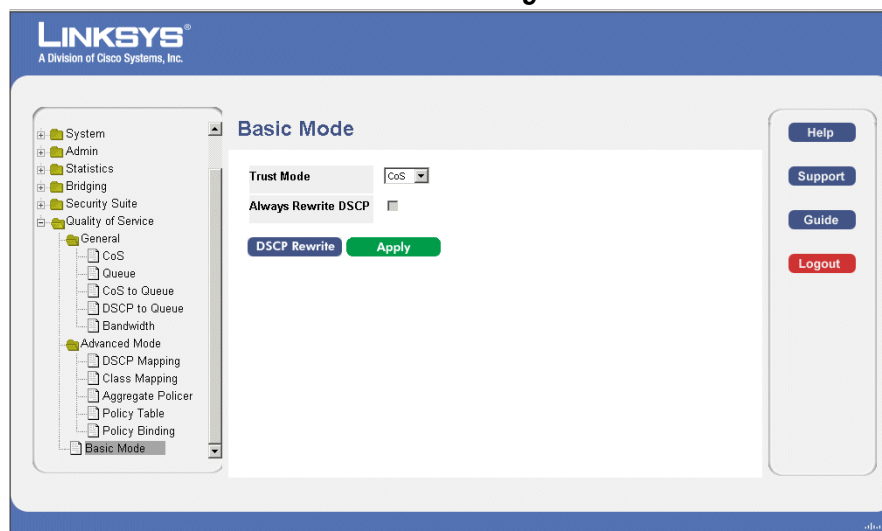 LINKSYS®
A Division of Cisco Systems, Inc.
System
Admin
Statistics
Bridging
Security Suite
Quality of Service
General
CoS
Queue
CoS to Queue
DSCP to Queue
Bandwidth
Advanced Mode
DSCP Mapping
Class Mapping
Aggregate Policer
Policy Table
Policy Binding
Basic Mode
Basic Mode
Trust Mode CoS
Always Rewrite DSCP
DSCP Rewrite Apply
Help
Support
Guide
Logout